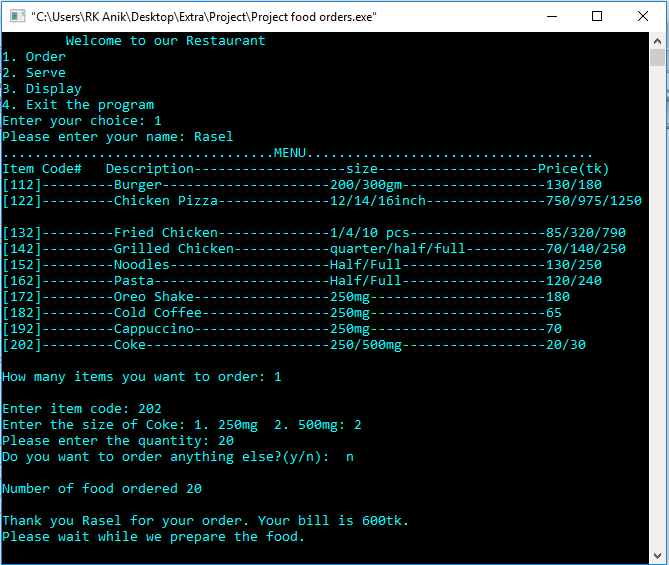 "C:\Users\RK Anik\Desktop\Extra\Project\Project food orders.exe"
Welcome to our Restaurant
1. Order
2. Serve
3. Display
4. Exit the program
Enter your choice: 1
Please enter your name: Rasel
..................................MENU....................................
Item Code#   Description-------------------size--------------------Price(tk)
[112]---------Burger---------------------200/300gm------------------130/180
[122]---------Chicken Pizza--------------12/14/16inch---------------750/975/1250
[132]---------Fried Chicken--------------1/4/10 pcs-----------------85/320/790
[142]---------Grilled Chicken------------quarter/half/full----------70/140/250
[152]---------Noodles--------------------Half/Full------------------130/250
[162]---------Pasta----------------------Half/Full------------------120/240
[172]---------Oreo Shake-----------------250mg----------------------180
[182]---------Cold Coffee----------------250mg----------------------65
[192]---------Cappuccino-----------------250mg----------------------70
[202]---------Coke-----------------------250/500mg------------------20/30
How many items you want to order: 1
Enter item code: 202
Enter the size of Coke: 1. 250mg  2. 500mg: 2
Please enter the quantity: 20
Do you want to order anything else?(y/n):  n
Number of food ordered 20
Thank you Rasel for your order. Your bill is 600tk.
Please wait while we prepare the food.